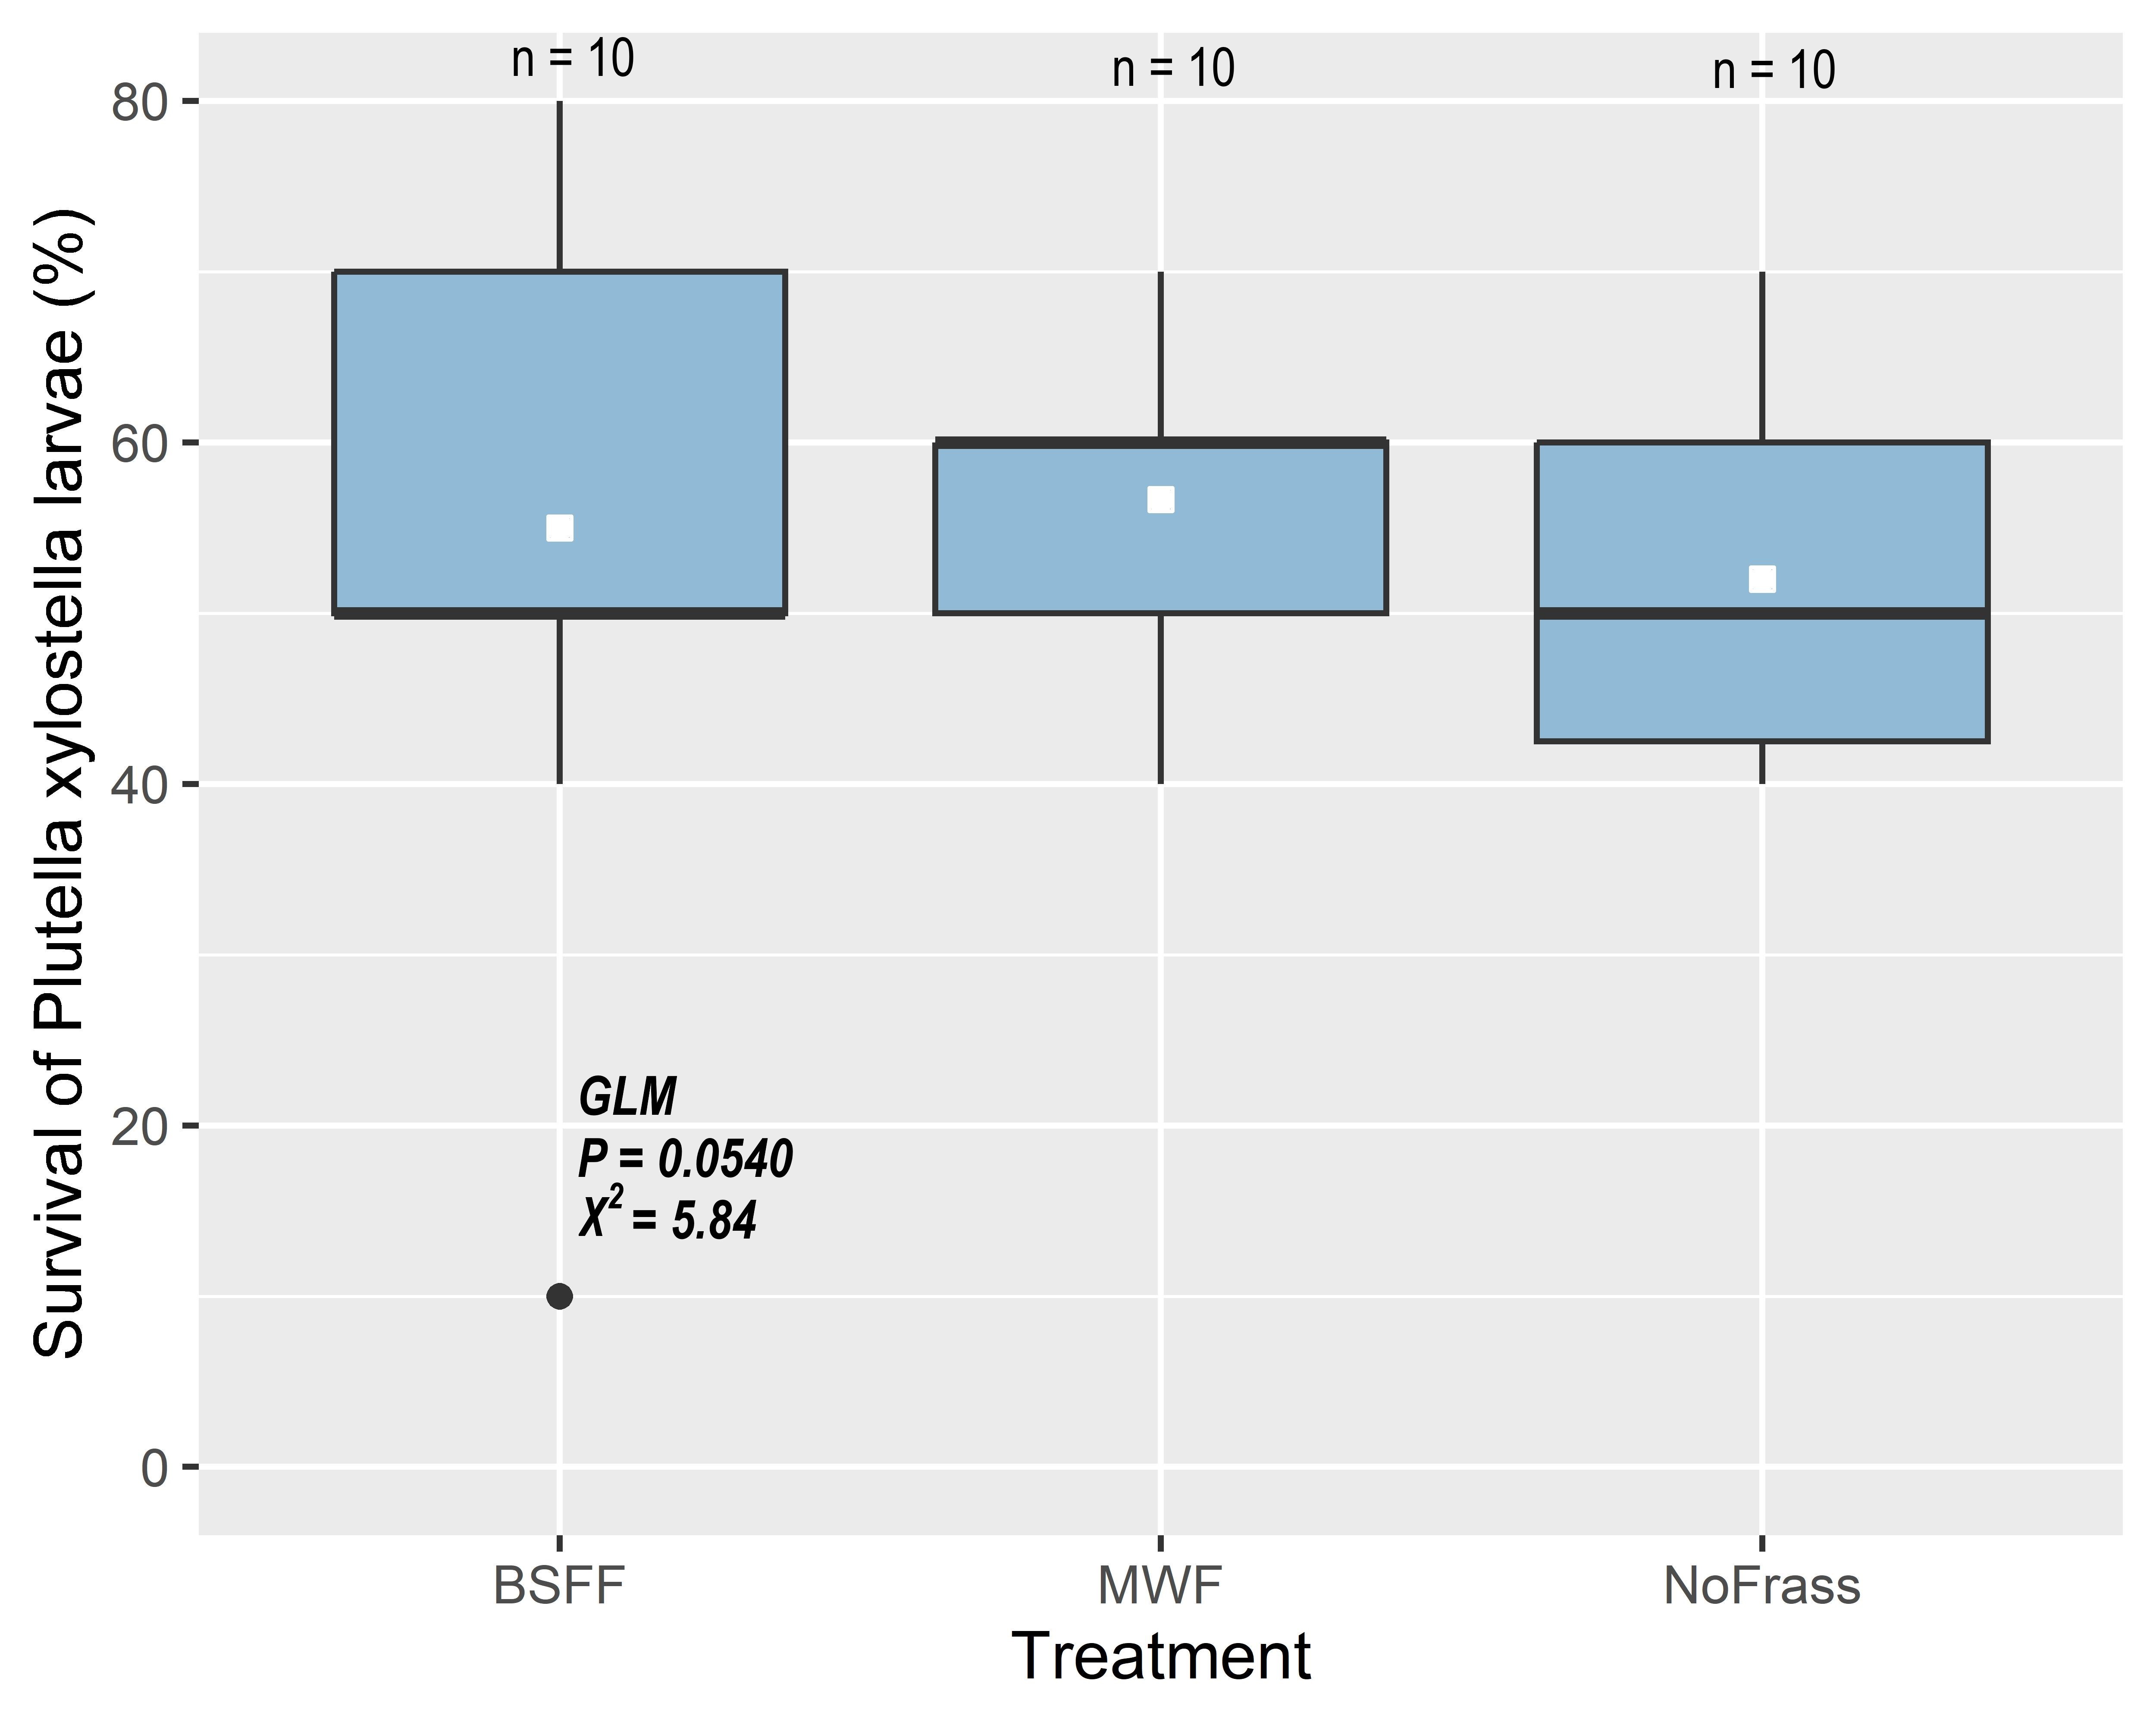 n = 10
n = 10
n = 10
80
60
40
20
0
Survival of Plutella xylostella larvae (%)
GLM
P = 0.0540
X² = 5.84
BSFF
MWF
NoFrass
Treatment